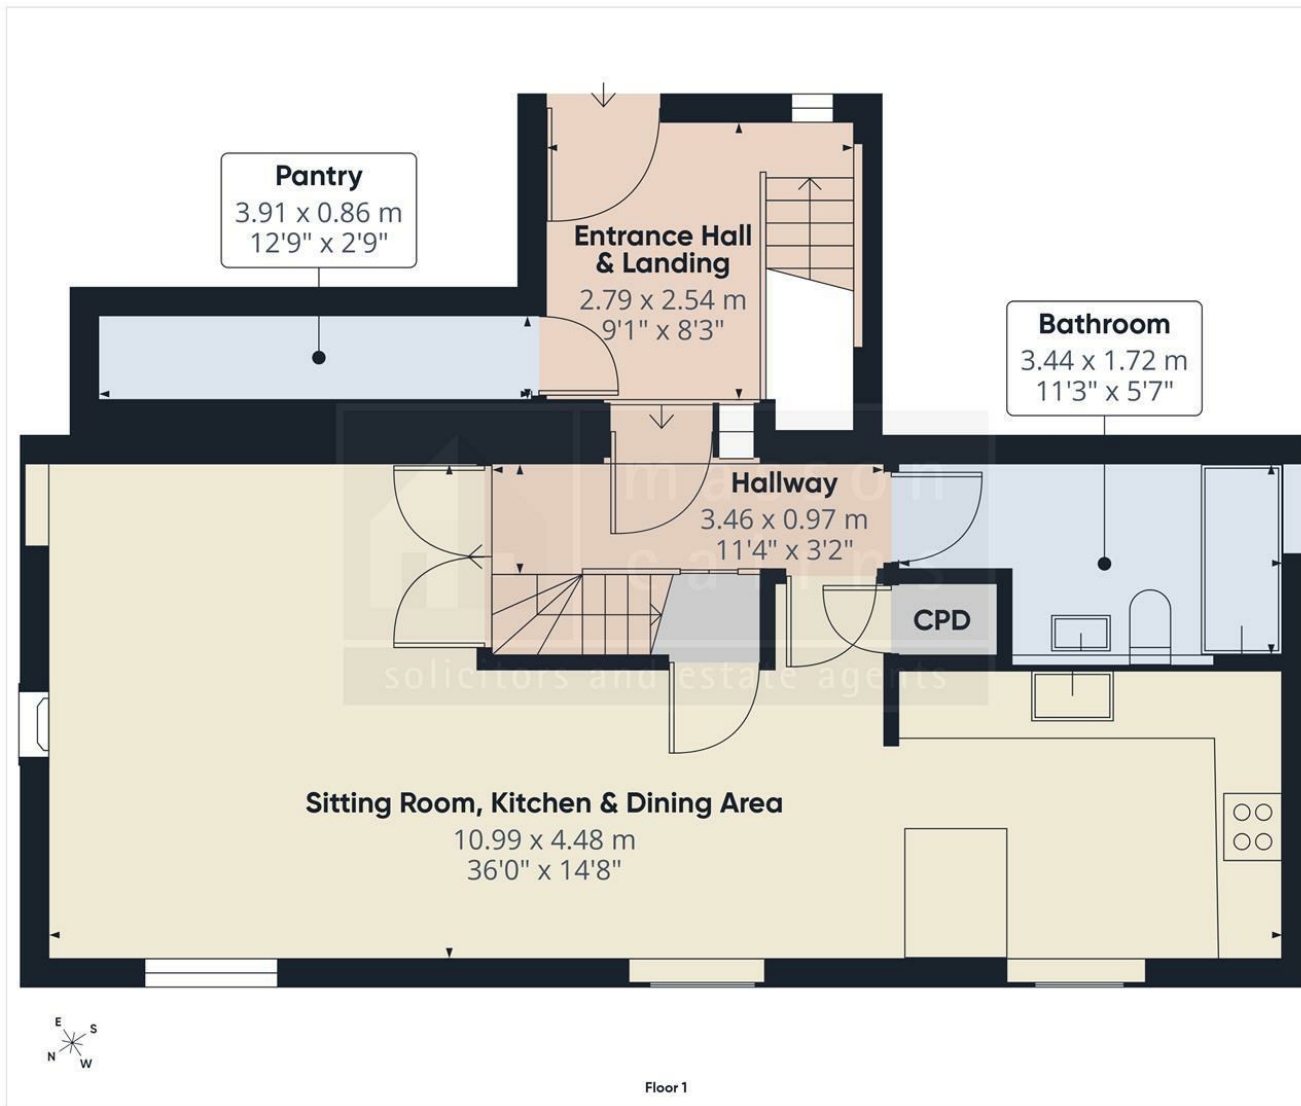 Pantry
3.91 x 0.86 m
12'9" x 2'9"
Entrance Hall
& Landing
2.79 x 2.54 m
9'1" x 8'3"
Bathroom
3.44 x 1.72 m
11'3" x 5'7"
Hallway
3.46 x 0.97 m
11'4" x 3'2"
CPD
masson
cairns
solicitors and estate agents
Sitting Room, Kitchen & Dining Area
10.99 x 4.48 m
36'0" x 14'8"
E
S
N
W
Floor 1